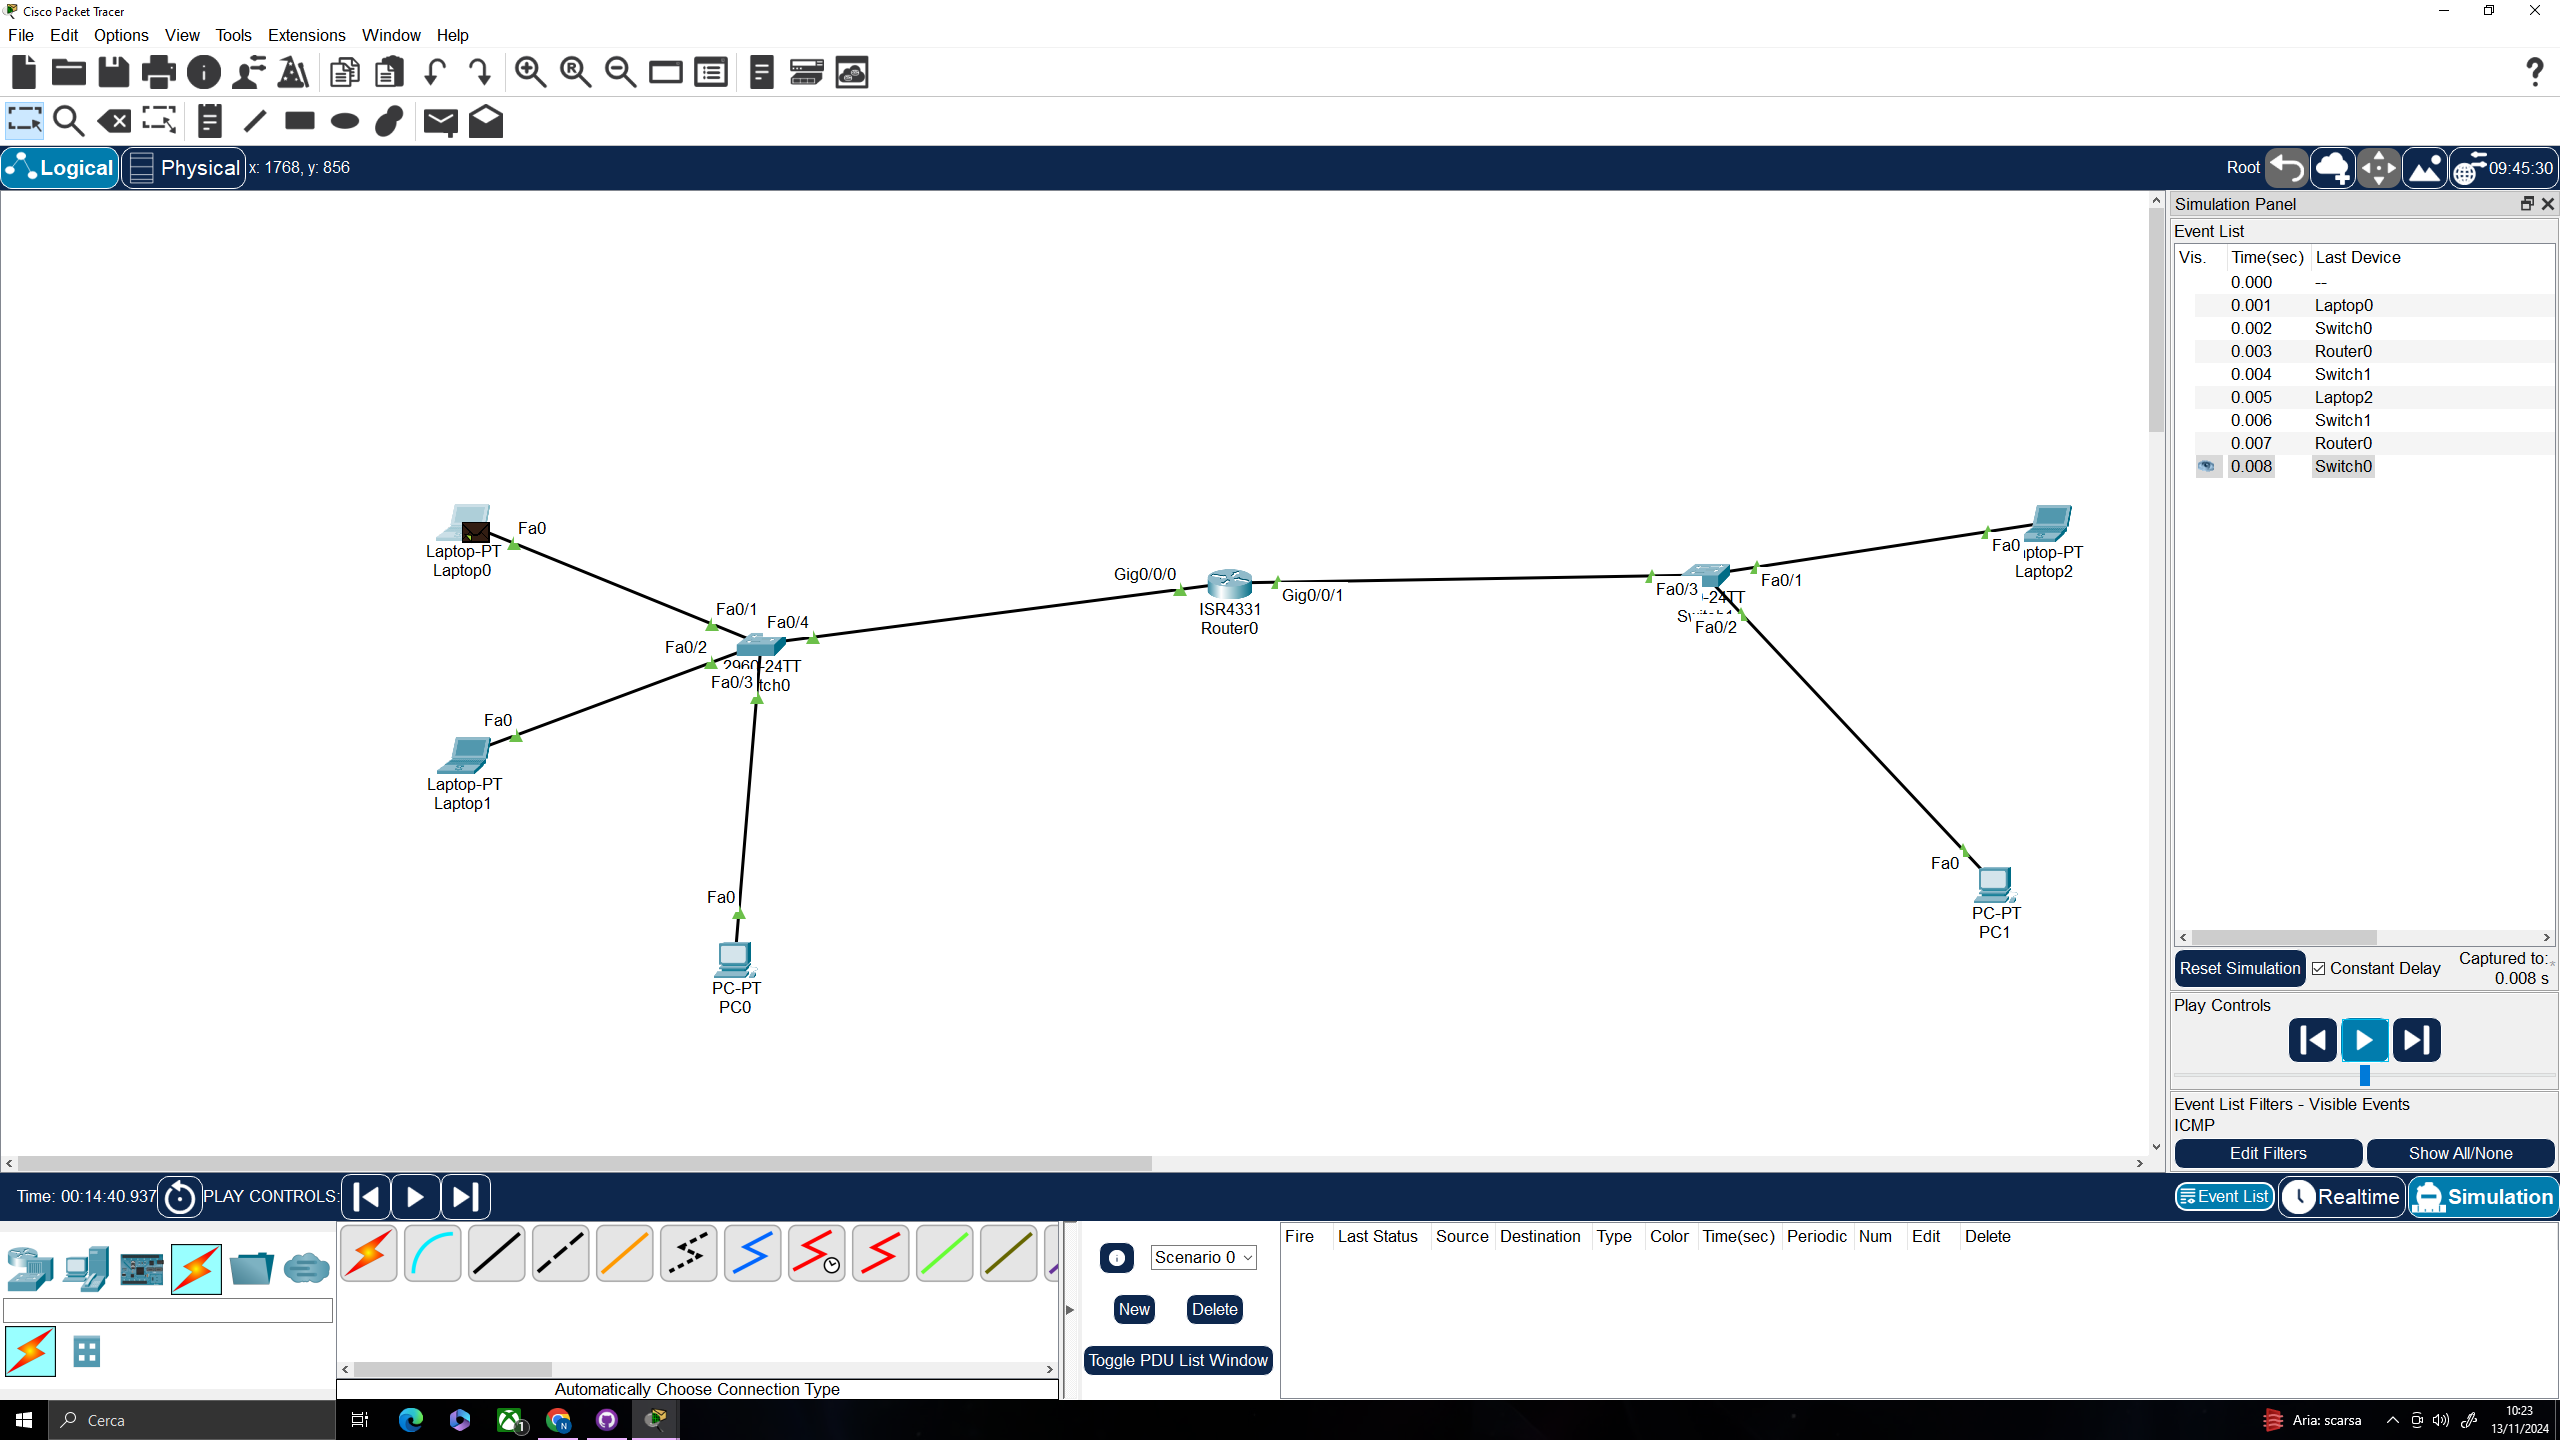 Cisco Packet Tracer
File Edit Options View Tools Extensions Window Help
Logical Physical x: 1768, y: 856 Root 09:45:30
Simulation Panel
Event List
Vis. Time(sec) Last Device
0.000 --
0.001 Laptop0
0.002 Switch0
0.003 Router0
0.004 Switch1
0.005 Laptop2
0.006 Switch1
0.007 Router0
0.008 Switch0
Fa0
Laptop-PT
Laptop0
Fa0/1
Fa0/4
Fa0/2
2960-24TT
Fa0/3 tch0
Fa0
Laptop-PT
Laptop1
Fa0
PC-PT
PC0
Gig0/0/0
ISR4331
Router0
Gig0/0/1
Fa0/3
-24TT
Fa0/2
Fa0/1
Fa0
ptop-PT
Laptop2
Fa0
PC-PT
PC1
Reset Simulation Constant Delay Captured to:
0.008 s
Play Controls
Event List Filters - Visible Events
ICMP
Edit Filters Show All/None
Time: 00:14:40.937 PLAY CONTROLS: Event List Realtime Simulation
Scenario 0
New Delete
Toggle PDU List Window
Fire Last Status Source Destination Type Color Time(sec) Periodic Num Edit Delete
Automatically Choose Connection Type
Cerca
1
N
Aria: scarsa
10:23
13/11/2024